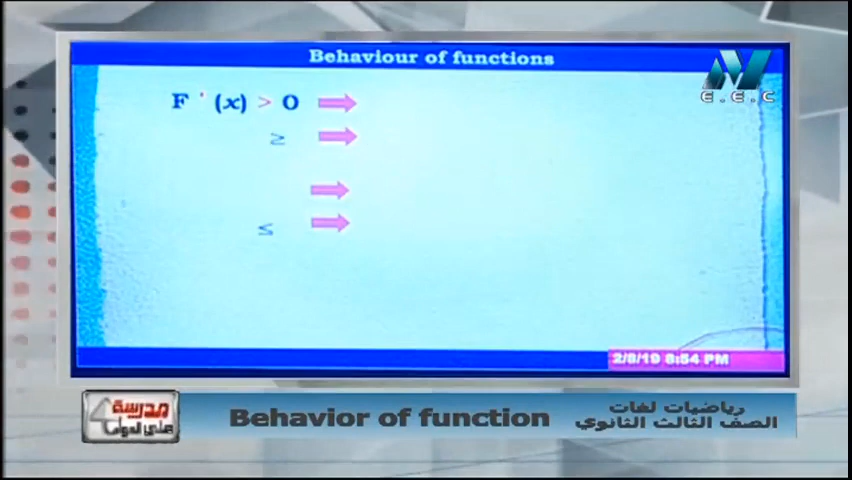 Behaviour of functions
E.E.C
F ' (x) > 0
≥
≤
2/8/19 8:54 PM
مدرسة
على الهواء
Behavior of function
رياضيات لغات
الصف الثالث الثانوي